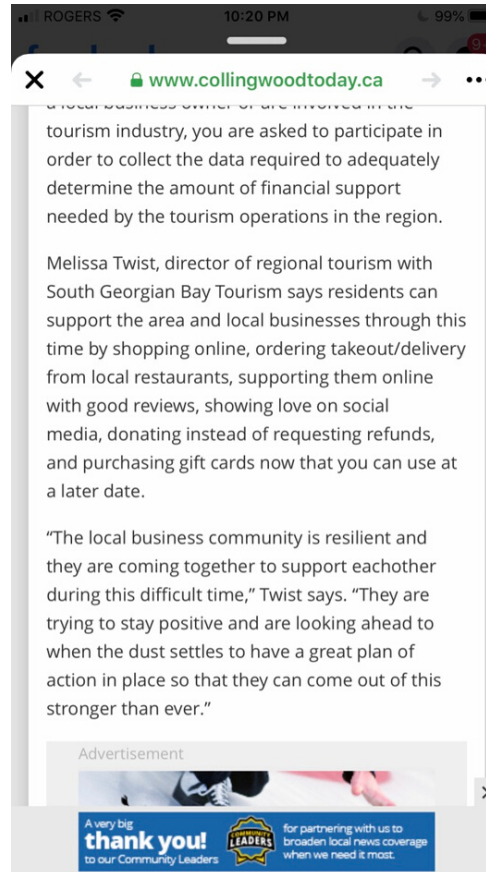 ROGERS
10:20 PM
99%
www.collingwoodtoday.ca
a local business owner or are involved in the
tourism industry, you are asked to participate in
order to collect the data required to adequately
determine the amount of financial support
needed by the tourism operations in the region.
Melissa Twist, director of regional tourism with
South Georgian Bay Tourism says residents can
support the area and local businesses through this
time by shopping online, ordering takeout/delivery
from local restaurants, supporting them online
with good reviews, showing love on social
media, donating instead of requesting refunds,
and purchasing gift cards now that you can use at
a later date.
“The local business community is resilient and
they are coming together to support eachother
during this difficult time,” Twist says. “They are
trying to stay positive and are looking ahead to
when the dust settles to have a great plan of
action in place so that they can come out of this
stronger than ever.”
Advertisement
A very big
thank you!
to our Community Leaders
COMMUNITY
LEADERS
for partnering with us to
broaden local news coverage
when we need it most.